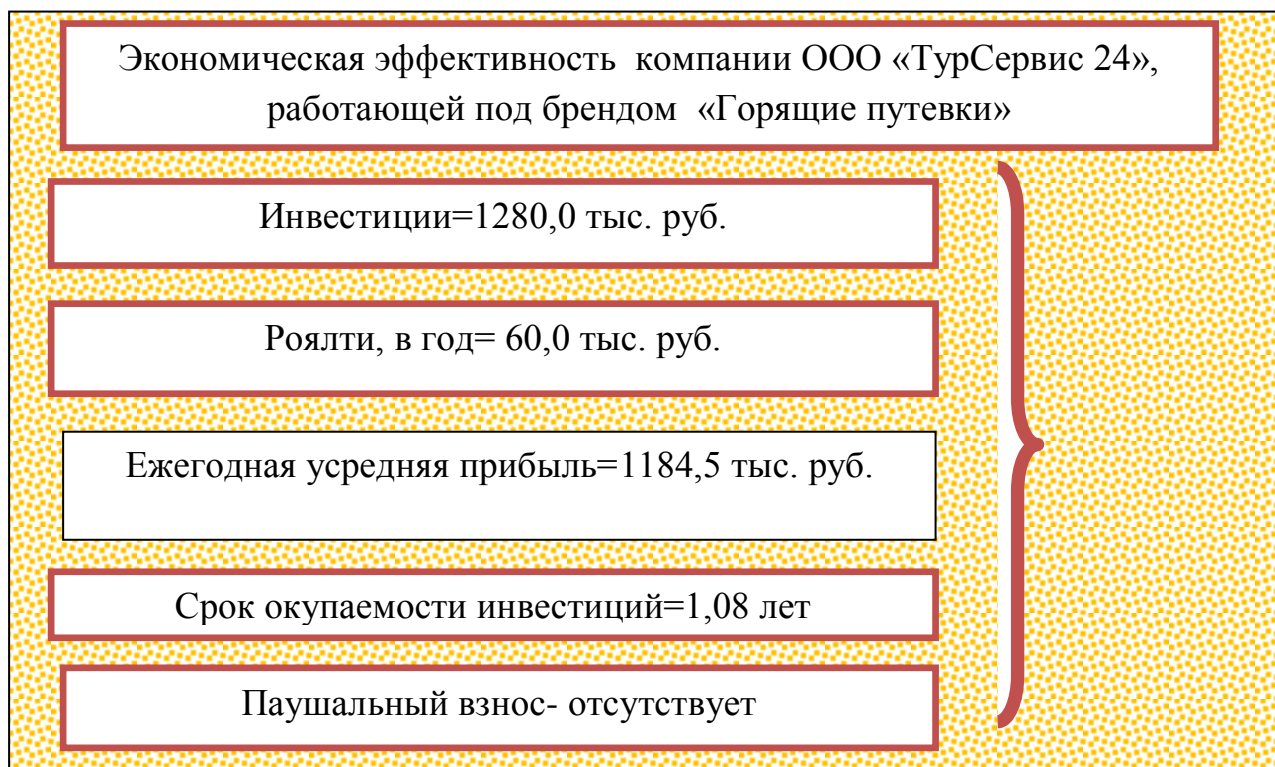 Экономическая эффективность компании ООО «ТурСервис 24»,
работающей под брендом «Горящие путевки»
Инвестиции=1280,0 тыс. руб.
Роялти, в год= 60,0 тыс. руб.
Ежегодная усредняя прибыль=1184,5 тыс. руб.
Срок окупаемости инвестиций=1,08 лет
Паушальный взнос- отсутствует